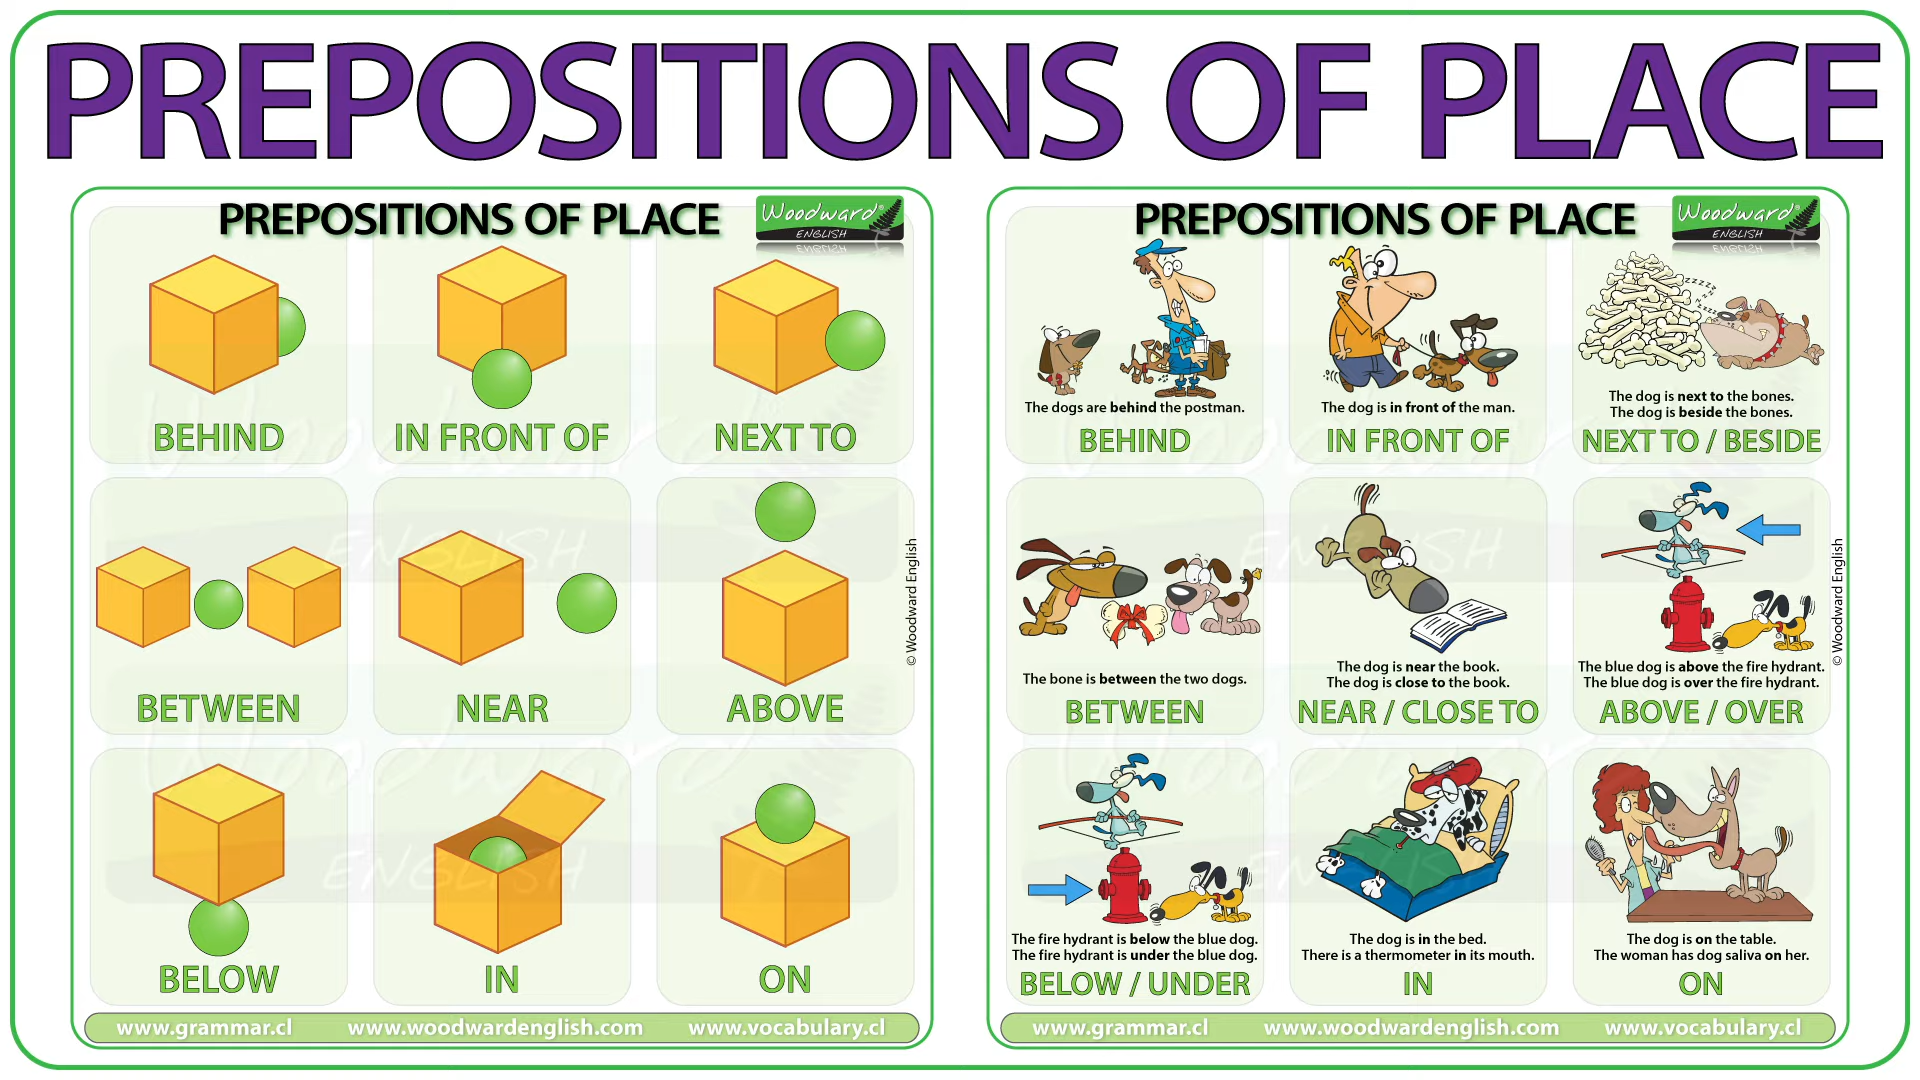 PREPOSITIONS OF PLACE
PREPOSITIONS OF PLACE
Woodward®
ENGLISH
BEHIND
IN FRONT OF
NEXT TO
BETWEEN
NEAR
ABOVE
BELOW
IN
ON
© Woodward English
www.grammar.cl
www.woodwardenglish.com
www.vocabulary.cl
PREPOSITIONS OF PLACE
Woodward®
ENGLISH
The dogs are behind the postman.
BEHIND
The dog is in front of the man.
IN FRONT OF
zzzzz
zzzzz
The dog is next to the bones.
The dog is beside the bones.
NEXT TO / BESIDE
The bone is between the two dogs.
BETWEEN
The dog is near the book.
The dog is close to the book.
NEAR / CLOSE TO
The blue dog is above the fire hydrant.
The blue dog is over the fire hydrant.
ABOVE / OVER
The fire hydrant is below the blue dog.
The fire hydrant is under the blue dog.
BELOW / UNDER
The dog is in the bed.
There is a thermometer in its mouth.
IN
The dog is on the table.
The woman has dog saliva on her.
ON
© Woodward English
www.grammar.cl
www.woodwardenglish.com
www.vocabulary.cl